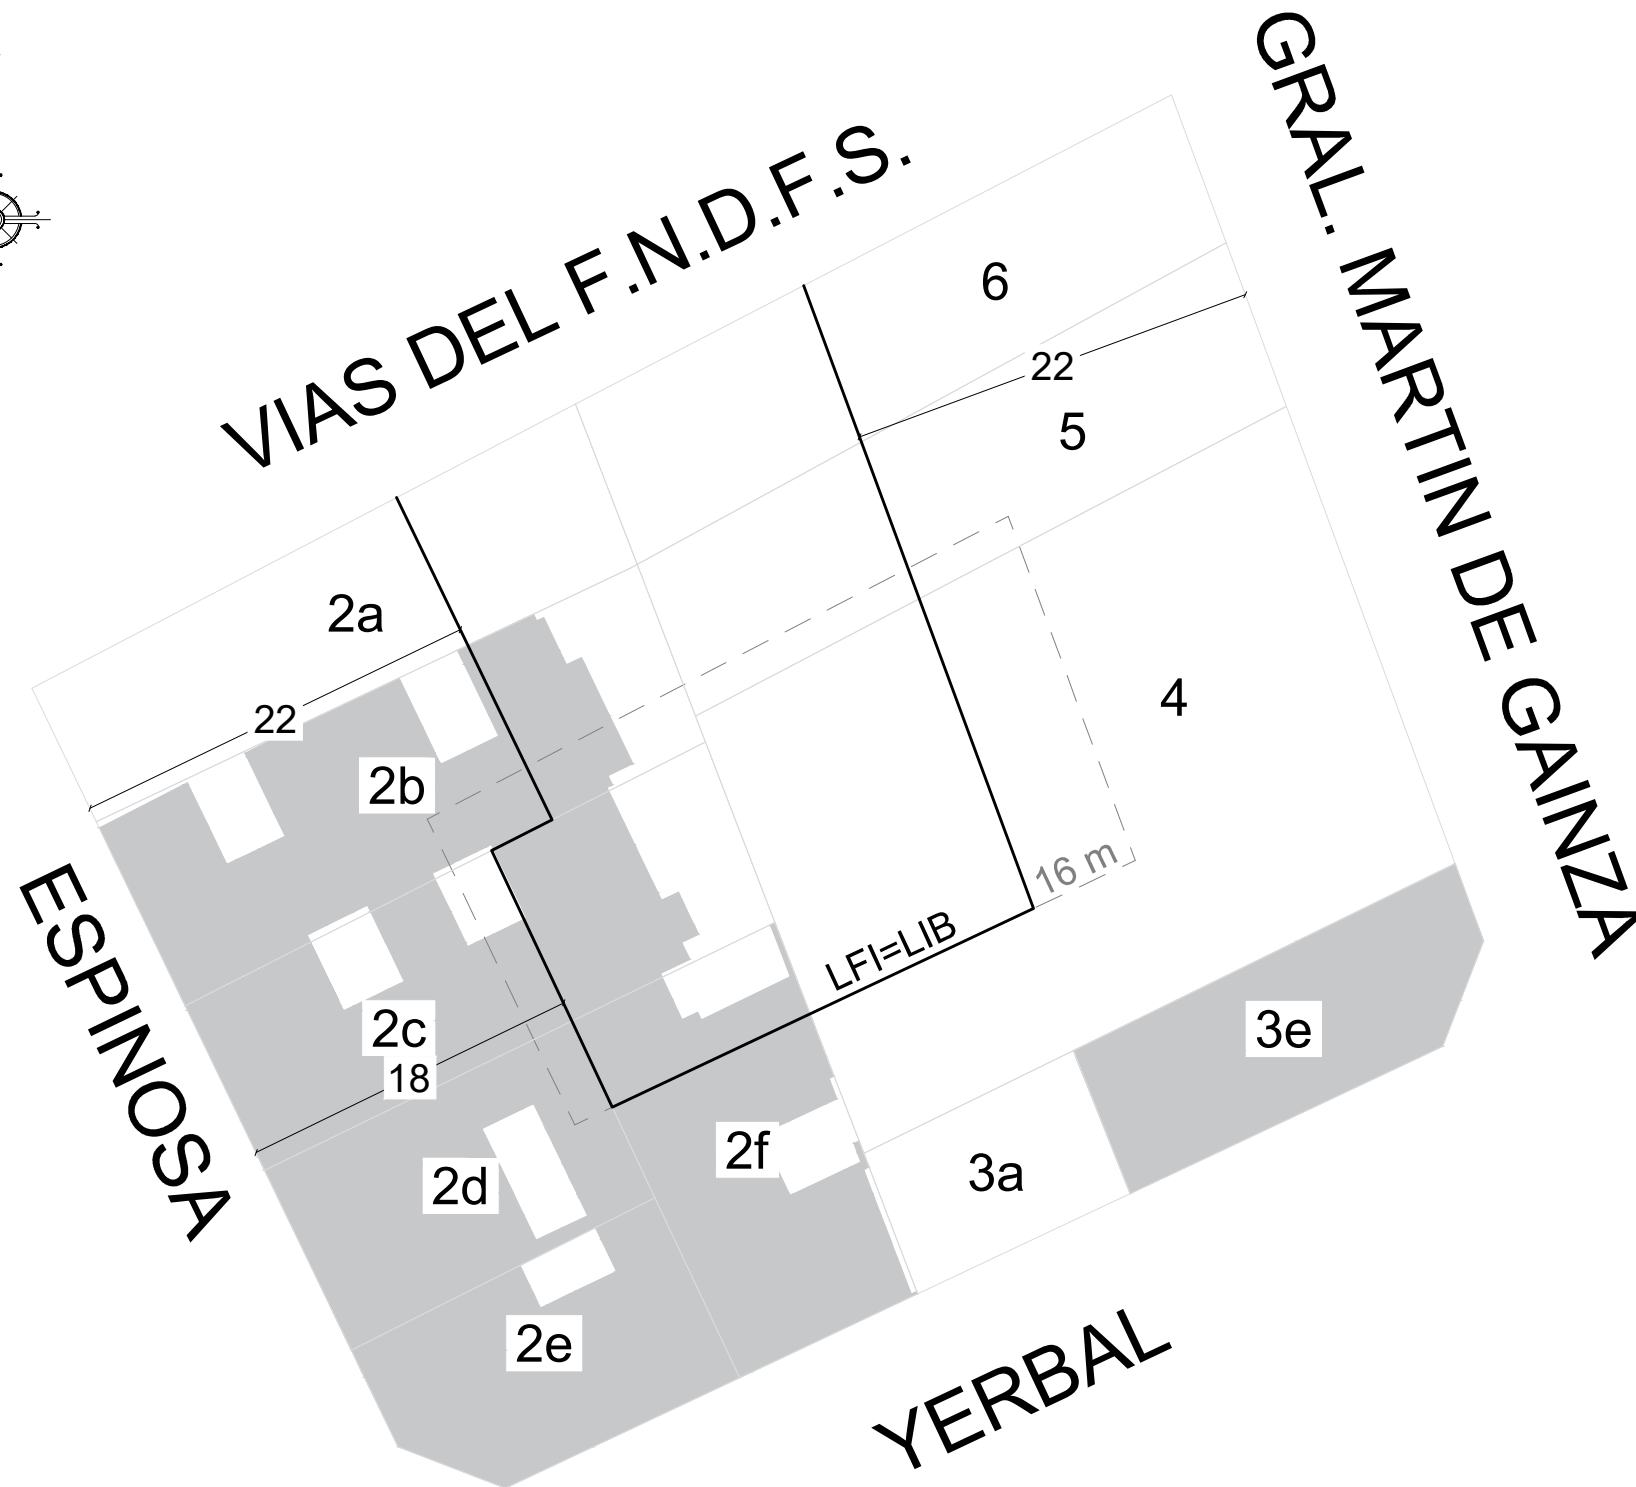 VIAS DEL F.N.D.F.S.
GRAL. MARTIN DE GAINZA
6
22
5
2a
22
4
2b
16 m
LFI=LIB
ESPINOSA
2c
3e
18
2f
3a
2d
2e
YERBAL